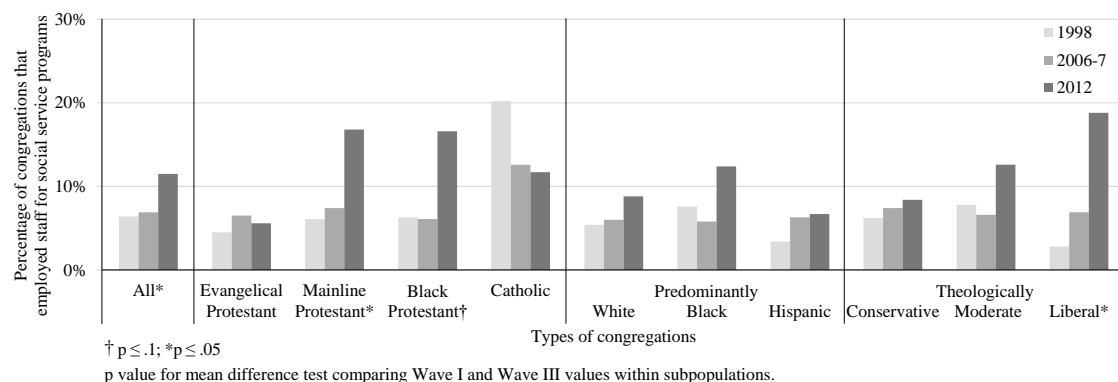 Percentage of congregations that
employed staff for social service programs
30%
20%
10%
0%
1998
2006-7
2012
All*
Evangelical
Protestant
Mainline
Protestant*
Black
Protestant†
Catholic
Predominantly
White
Black
Hispanic
Theologically
Conservative
Moderate
Liberal*
Types of congregations
† p ≤ .1; *p ≤ .05
p value for mean difference test comparing Wave I and Wave III values within subpopulations.